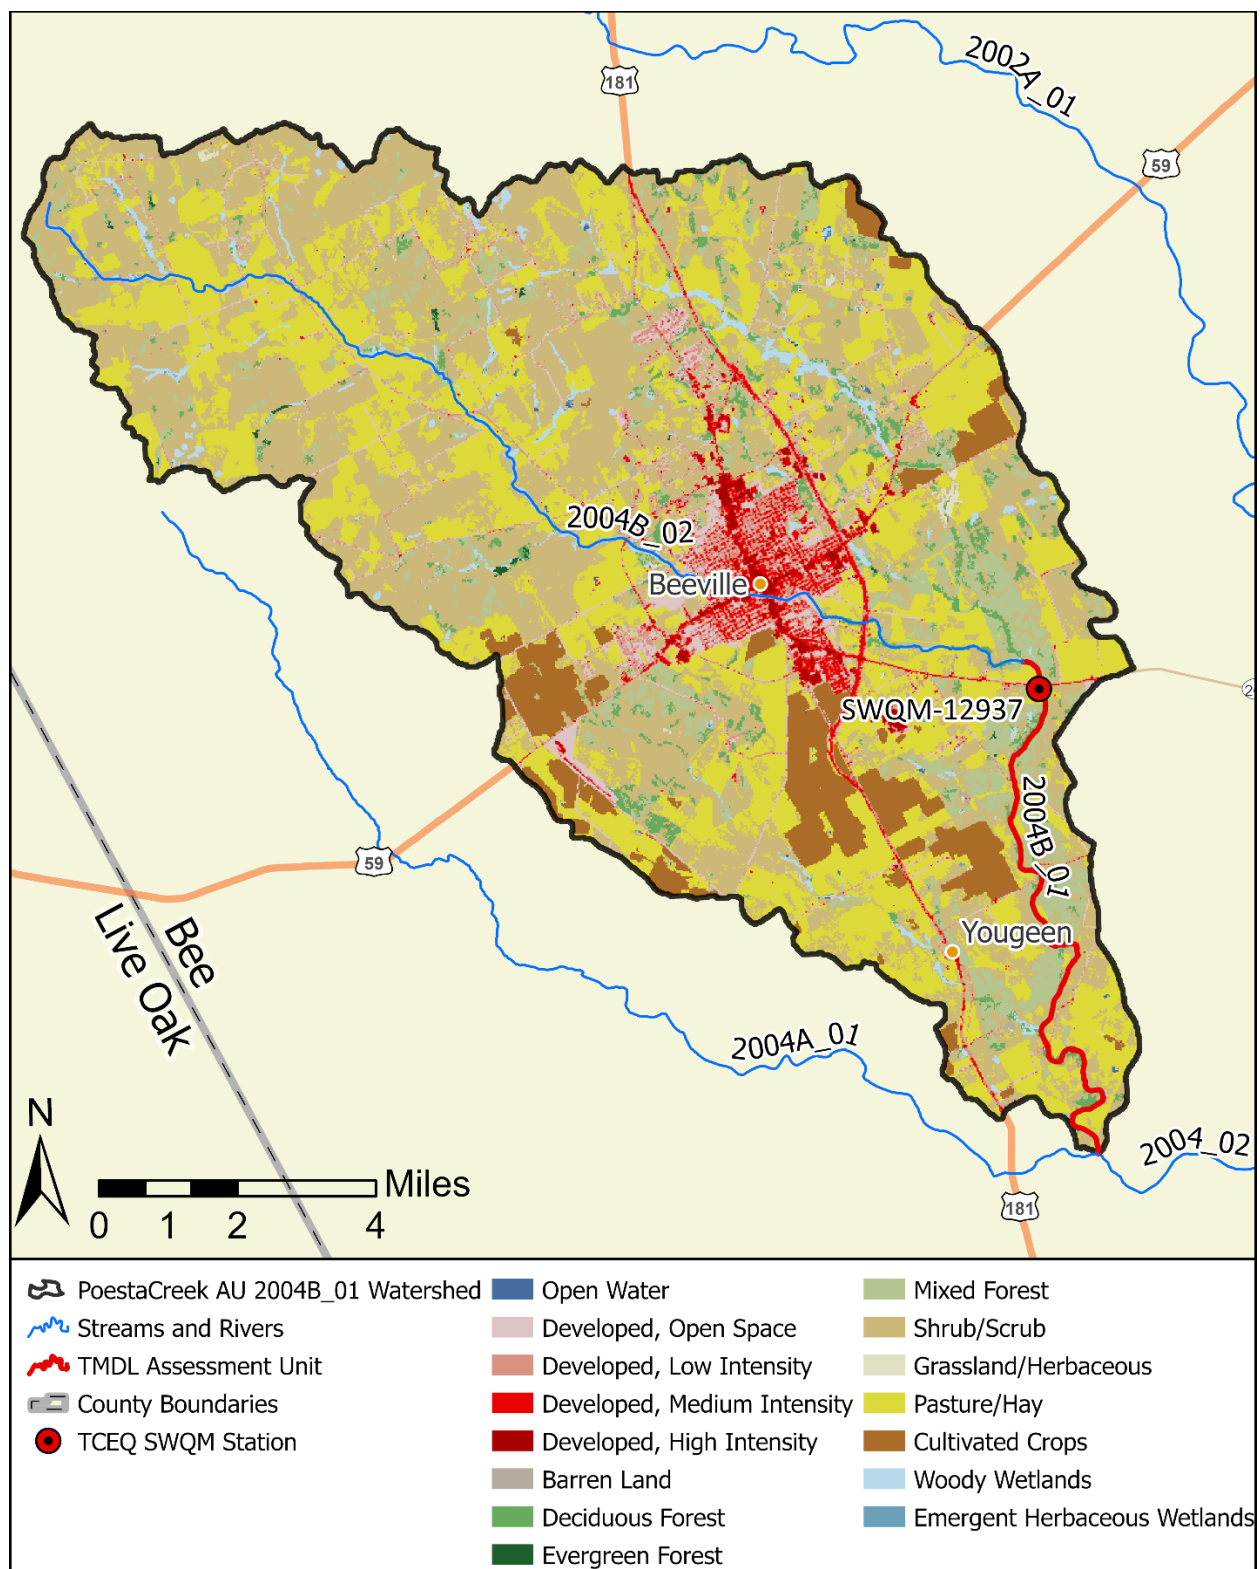 2002A_01
181
59
2004B_02
Beeville
SWQM-12937
2004B_01
59
Bee
Live Oak
Yougeen
2004A_01
2004_02
181
N
Miles
0 1 2 4
PoestaCreek AU 2004B_01 Watershed
Streams and Rivers
TMDL Assessment Unit
County Boundaries
TCEQ SWQM Station
Open Water
Developed, Open Space
Developed, Low Intensity
Developed, Medium Intensity
Developed, High Intensity
Barren Land
Deciduous Forest
Evergreen Forest
Mixed Forest
Shrub/Scrub
Grassland/Herbaceous
Pasture/Hay
Cultivated Crops
Woody Wetlands
Emergent Herbaceous Wetlands